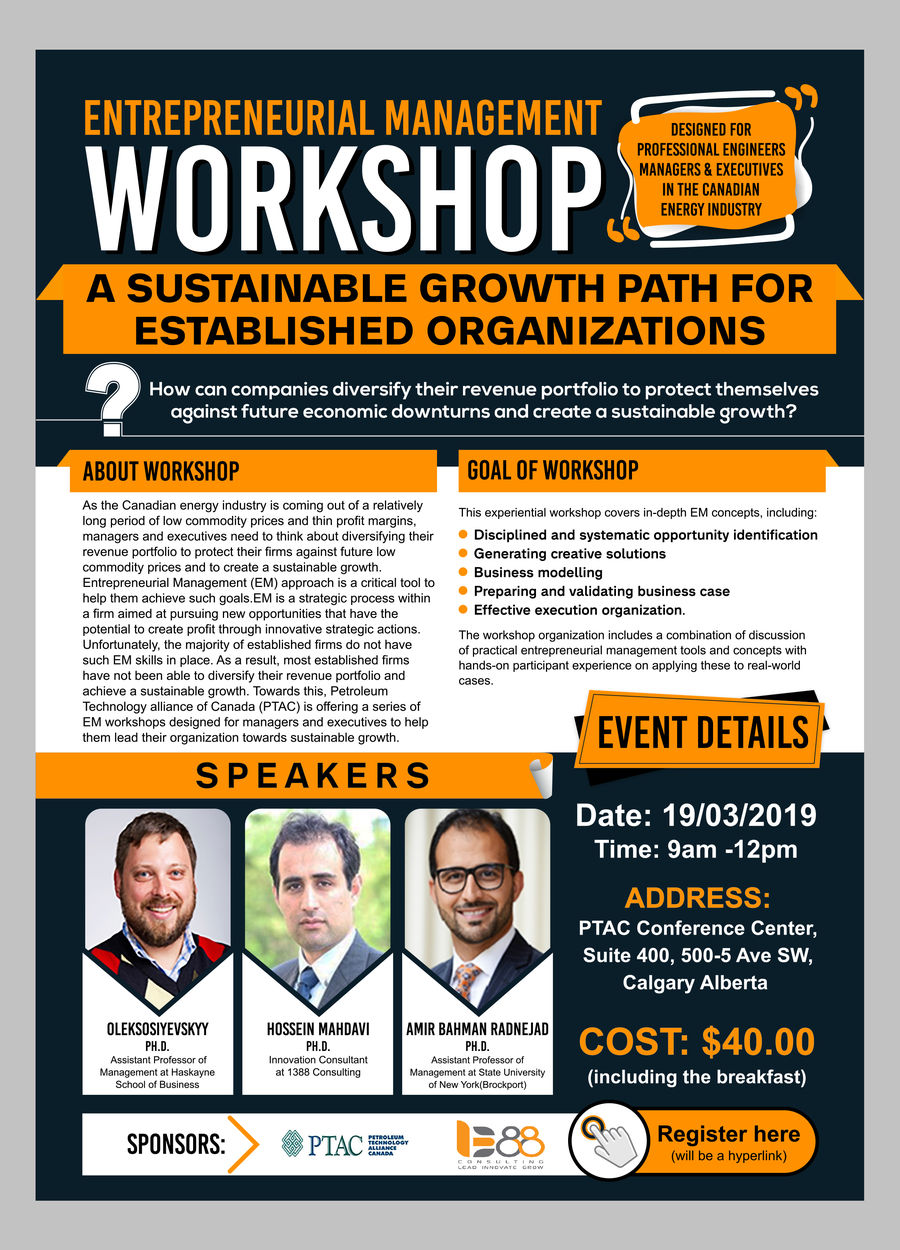 ENTREPRENEURIAL MANAGEMENT
WORKSHOP
DESIGNED FOR
PROFESSIONAL ENGINEERS
MANAGERS & EXECUTIVES
IN THE CANADIAN
ENERGY INDUSTRY
A SUSTAINABLE GROWTH PATH FOR
ESTABLISHED ORGANIZATIONS
?
How can companies diversify their revenue portfolio to protect themselves
against future economic downturns and create a sustainable growth?
ABOUT WORKSHOP
As the Canadian energy industry is coming out of a relatively
long period of low commodity prices and thin profit margins,
managers and executives need to think about diversifying their
revenue portfolio to protect their firms against future low
commodity prices and to create a sustainable growth.
Entrepreneurial Management (EM) approach is a critical tool to
help them achieve such goals.EM is a strategic process within
a firm aimed at pursuing new opportunities that have the
potential to create profit through innovative strategic actions.
Unfortunately, the majority of established firms do not have
such EM skills in place. As a result, most established firms
have not been able to diversify their revenue portfolio and
achieve a sustainable growth. Towards this, Petroleum
Technology alliance of Canada (PTAC) is offering a series of
EM workshops designed for managers and executives to help
them lead their organization towards sustainable growth.
GOAL OF WORKSHOP
This experiential workshop covers in-depth EM concepts, including:
Disciplined and systematic opportunity identification
Generating creative solutions
Business modelling
Preparing and validating business case
Effective execution organization.
The workshop organization includes a combination of discussion
of practical entrepreneurial management tools and concepts with
hands-on participant experience on applying these to real-world
cases.
SPEAKERS
OLEKSOSIYEVSKYY
PH.D.
Assistant Professor of
Management at Haskayne
School of Business
HOSSEIN MAHDAVI
PH.D.
Innovation Consultant
at 1388 Consulting
AMIR BAHMAN RADNEJAD
PH.D.
Assistant Professor of
Management at State University
of New York(Brockport)
EVENT DETAILS
Date: 19/03/2019
Time: 9am -12pm
ADDRESS:
PTAC Conference Center,
Suite 400, 500-5 Ave SW,
Calgary Alberta
COST: $40.00
(including the breakfast)
SPONSORS:
PTAC
PETROLEUM
TECHNOLOGY
ALLIANCE
CANADA
1388
CONSULTING
LEAD INNOVATE GROW
Register here
(will be a hyperlink)